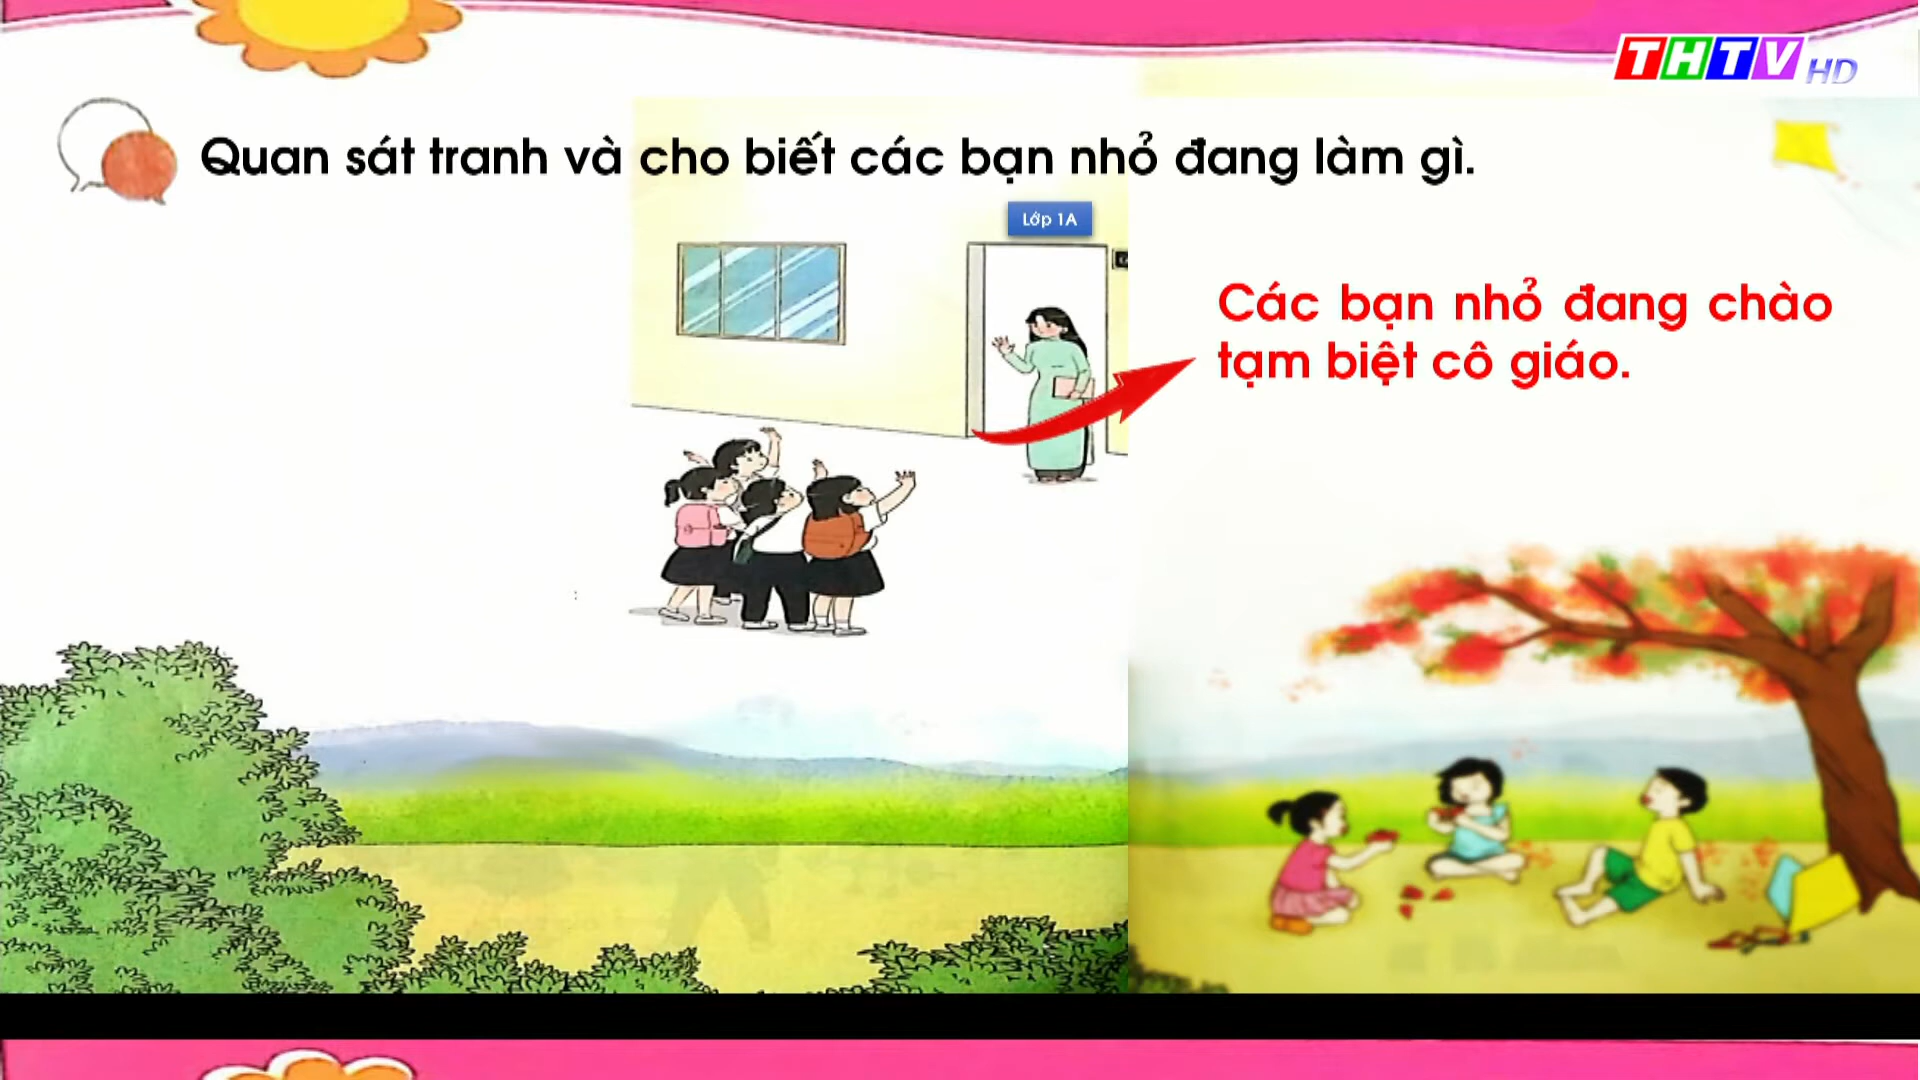 THTV HD
Quan sát tranh và cho biết các bạn nhỏ đang làm gì.
Lớp 1A
Các bạn nhỏ đang chào
tạm biệt cô giáo.